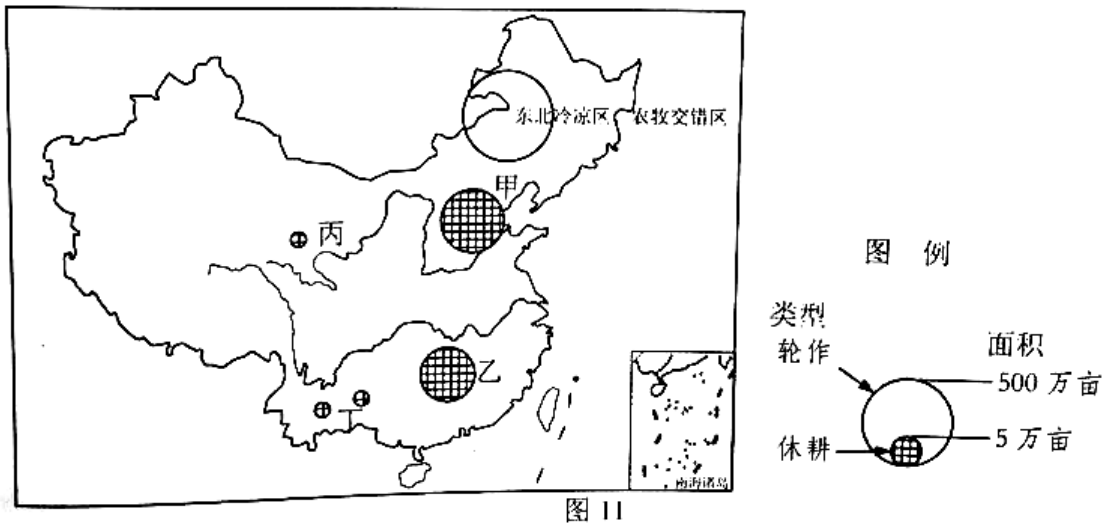 东北冷凉区 农牧交错区
甲
丙
乙
丁
南海诸岛
图 11
图 例
类型
轮作
面积
500 万亩
5 万亩
休耕